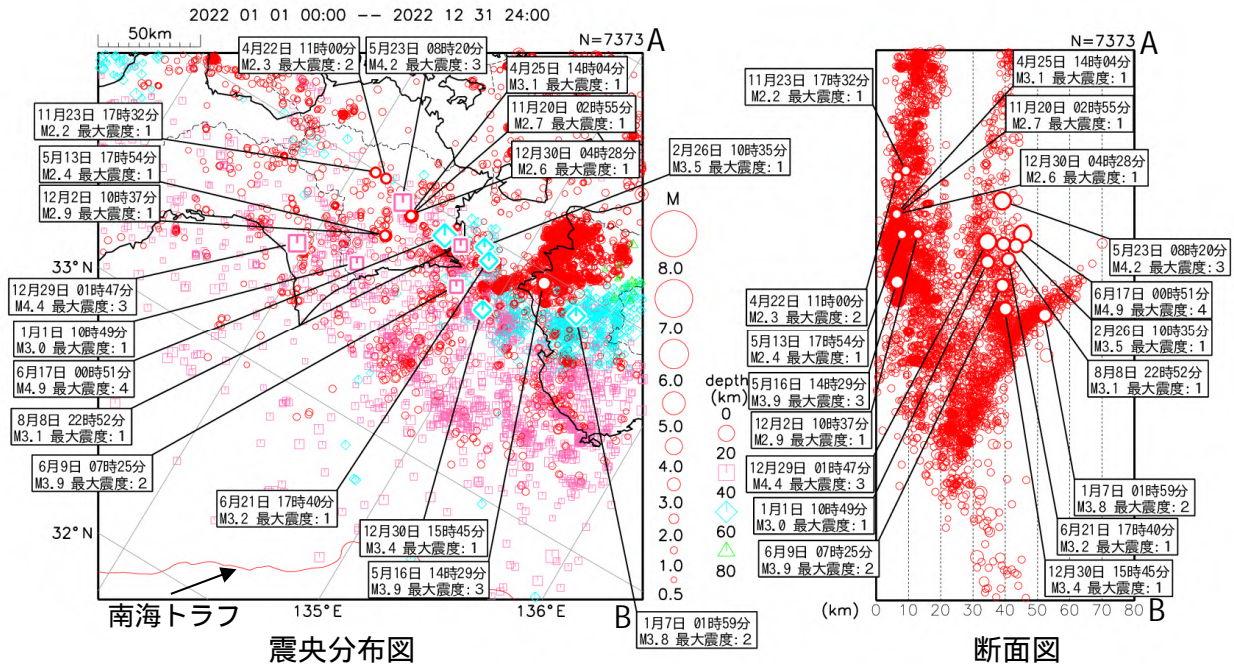 2022 01 01 00:00 -- 2022 12 31 24:00
50km
N=7373
A
4月22日 11時00分
M2.3 最大震度: 2
5月23日 08時20分
M4.2 最大震度: 3
4月25日 14時04分
M3.1 最大震度: 1
11月20日 02時55分
M2.7 最大震度: 1
12月30日 04時28分
M2.6 最大震度: 1
2月26日 10時35分
M3.5 最大震度: 1
11月23日 17時32分
M2.2 最大震度: 1
5月13日 17時54分
M2.4 最大震度: 1
12月2日 10時37分
M2.9 最大震度: 1
33°N
12月29日 01時47分
M4.4 最大震度: 3
1月1日 10時49分
M3.0 最大震度: 1
6月17日 00時51分
M4.9 最大震度: 4
8月8日 22時52分
M3.1 最大震度: 1
6月9日 07時25分
M3.9 最大震度: 2
6月21日 17時40分
M3.2 最大震度: 1
12月30日 15時45分
M3.4 最大震度: 1
5月16日 14時29分
M3.9 最大震度: 3
1月7日 01時59分
M3.8 最大震度: 2
32°N
南海トラフ
135°E
136°E
B
震央分布図
M
8.0
7.0
6.0
5.0
4.0
3.0
2.0
1.0
0.5
depth
(km)
0
20
40
60
80
N=7373
A
11月23日 17時32分
M2.2 最大震度: 1
4月25日 14時04分
M3.1 最大震度: 1
11月20日 02時55分
M2.7 最大震度: 1
12月30日 04時28分
M2.6 最大震度: 1
5月23日 08時20分
M4.2 最大震度: 3
6月17日 00時51分
M4.9 最大震度: 4
2月26日 10時35分
M3.5 最大震度: 1
8月8日 22時52分
M3.1 最大震度: 1
4月22日 11時00分
M2.3 最大震度: 2
5月13日 17時54分
M2.4 最大震度: 1
5月16日 14時29分
M3.9 最大震度: 3
12月2日 10時37分
M2.9 最大震度: 1
12月29日 01時47分
M4.4 最大震度: 3
1月1日 10時49分
M3.0 最大震度: 1
6月9日 07時25分
M3.9 最大震度: 2
1月7日 01時59分
M3.8 最大震度: 2
6月21日 17時40分
M3.2 最大震度: 1
12月30日 15時45分
M3.4 最大震度: 1
(km) 0 10 20 30 40 50 60 70 80
B
断面図